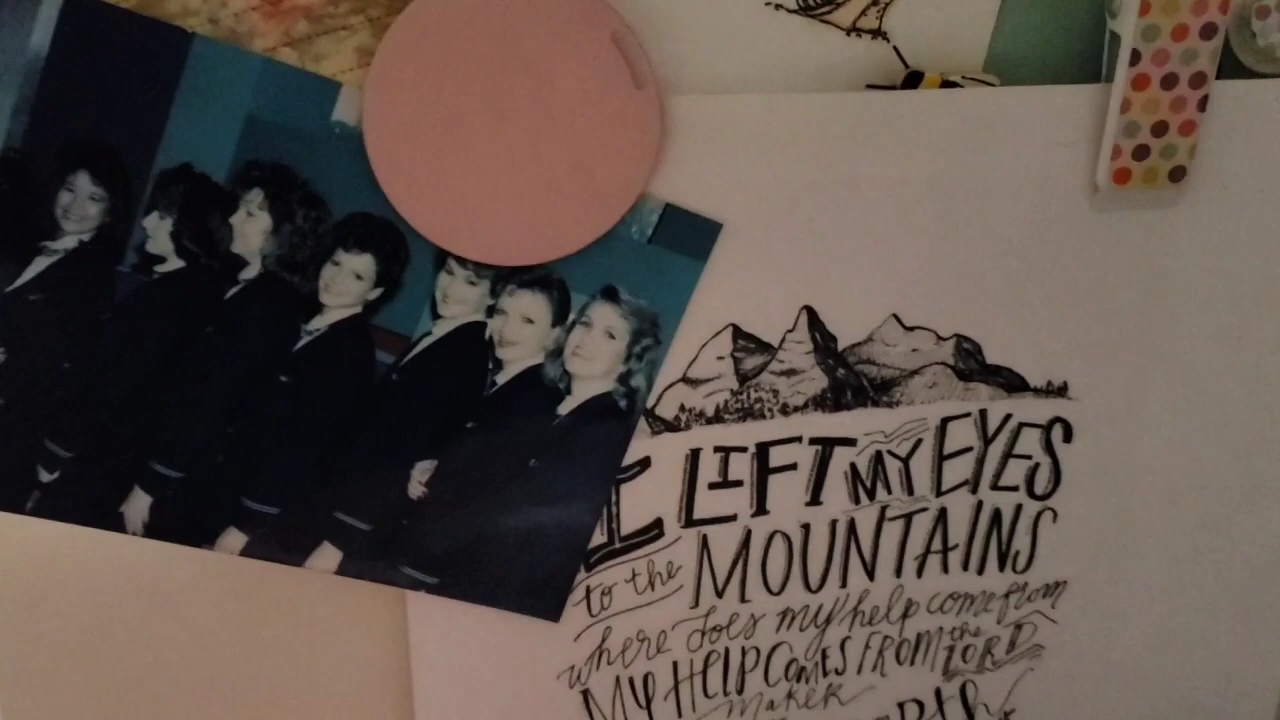 I LIFT MY EYES
to the MOUNTAINS
where does my help come from
MY HELP COMES FROM the LORD
maker